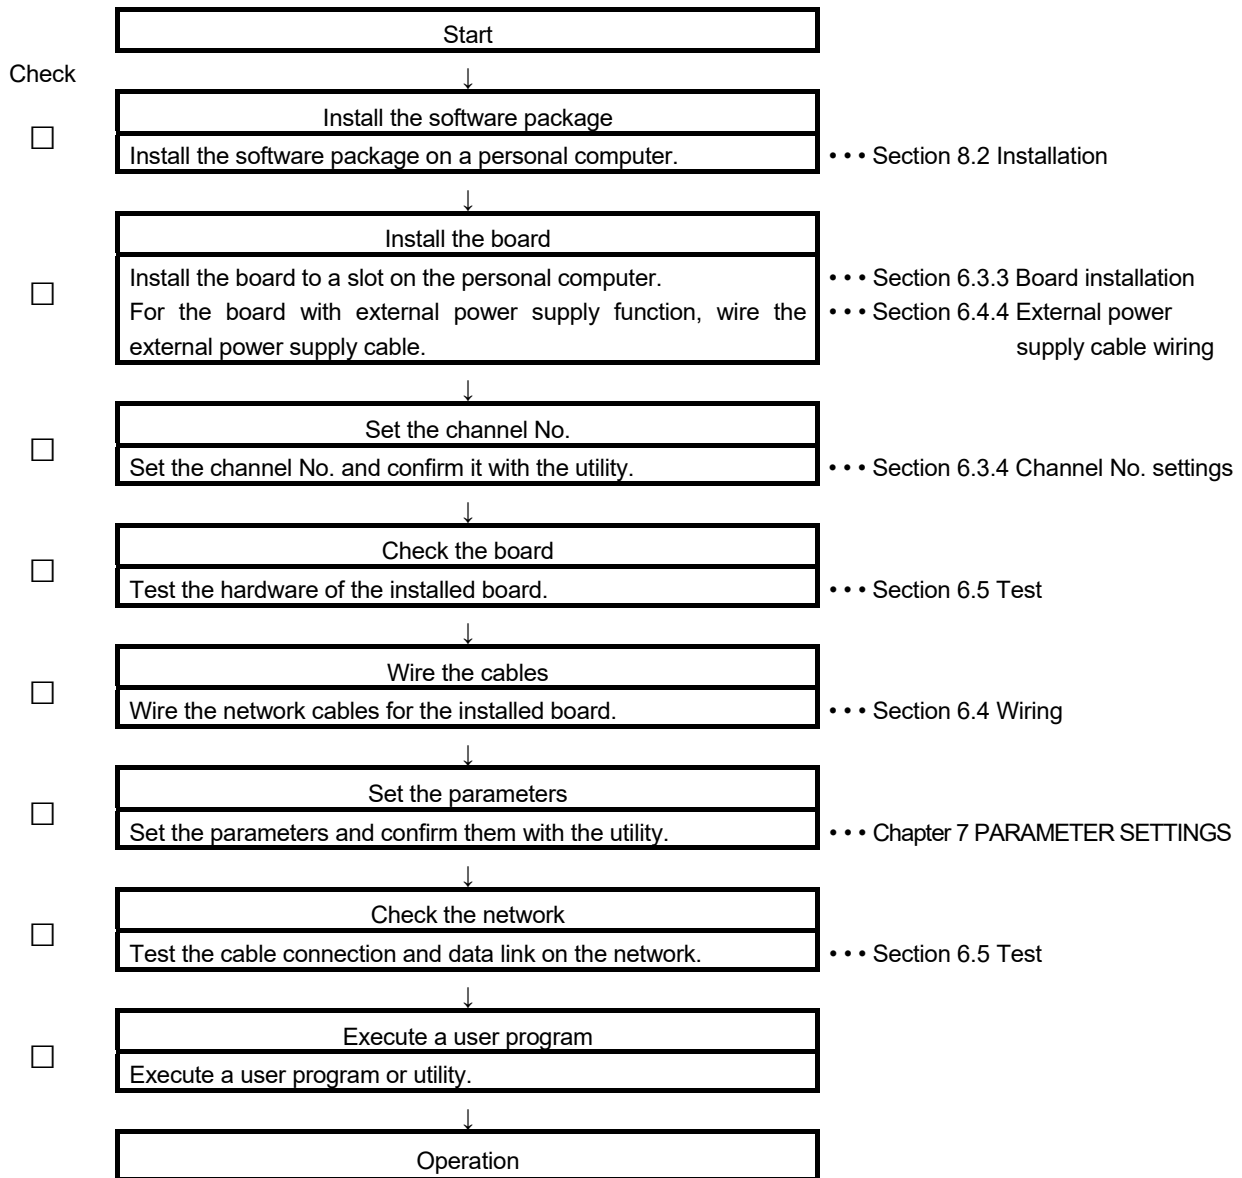 Start
Check
↓
Install the software package
☐
Install the software package on a personal computer.
• • • Section 8.2 Installation
↓
Install the board
☐
Install the board to a slot on the personal computer.
• • • Section 6.3.3 Board installation
For the board with external power supply function, wire the
• • • Section 6.4.4 External power
external power supply cable.
supply cable wiring
↓
Set the channel No.
☐
Set the channel No. and confirm it with the utility.
• • • Section 6.3.4 Channel No. settings
↓
Check the board
☐
Test the hardware of the installed board.
• • • Section 6.5 Test
↓
Wire the cables
☐
Wire the network cables for the installed board.
• • • Section 6.4 Wiring
↓
Set the parameters
☐
Set the parameters and confirm them with the utility.
• • • Chapter 7 PARAMETER SETTINGS
↓
Check the network
☐
Test the cable connection and data link on the network.
• • • Section 6.5 Test
↓
Execute a user program
☐
Execute a user program or utility.
↓
Operation